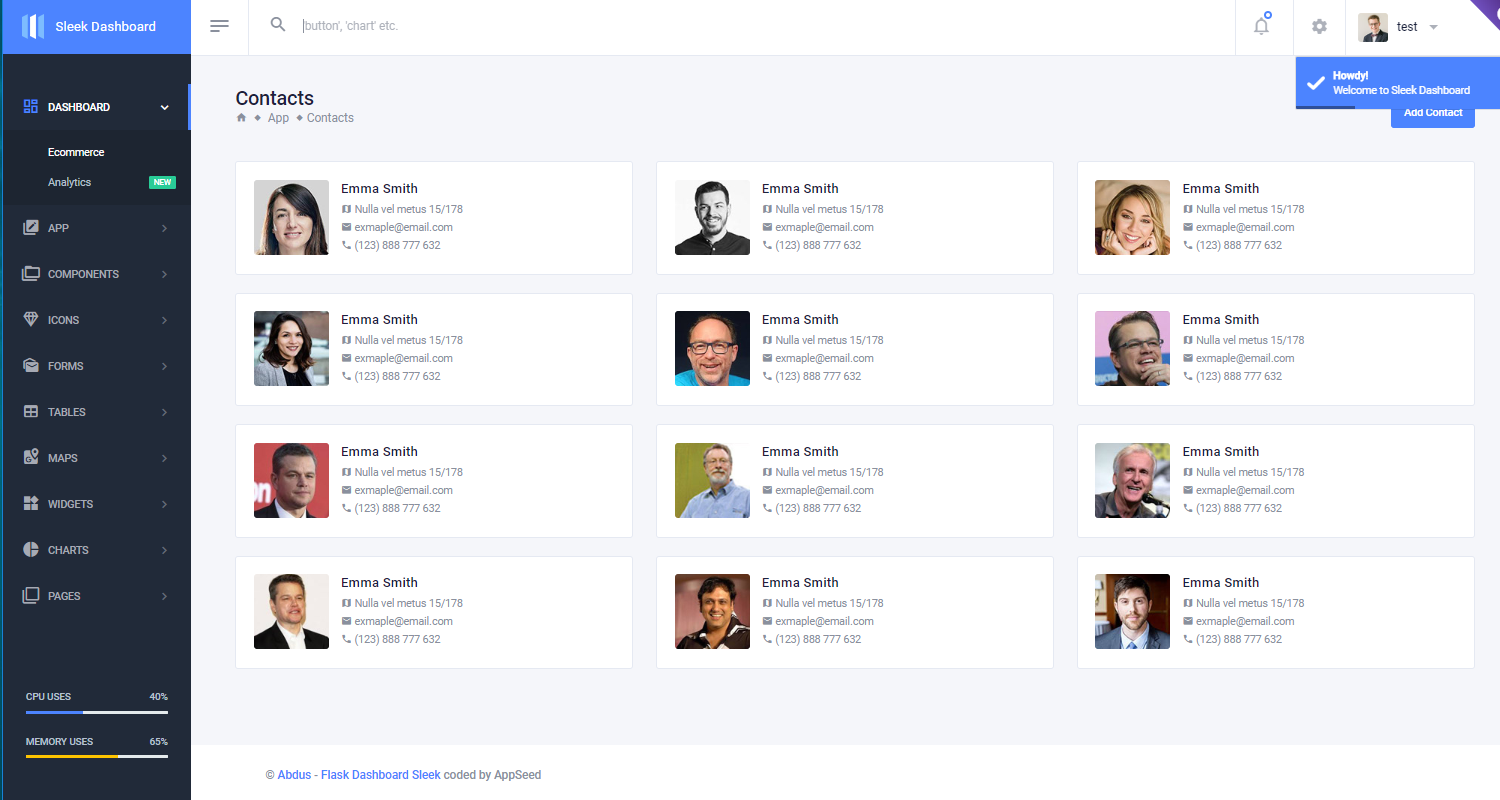 Sleek Dashboard
'button', 'chart' etc.
test
Howdy!
Welcome to Sleek Dashboard
DASHBOARD
Ecommerce
Analytics
NEW
APP
COMPONENTS
ICONS
FORMS
TABLES
MAPS
WIDGETS
CHARTS
PAGES
CPU USES
40%
MEMORY USES
65%
Contacts
App
Contacts
Add Contact
Emma Smith
Nulla vel metus 15/178
exmaple@email.com
(123) 888 777 632
Emma Smith
Nulla vel metus 15/178
exmaple@email.com
(123) 888 777 632
Emma Smith
Nulla vel metus 15/178
exmaple@email.com
(123) 888 777 632
Emma Smith
Nulla vel metus 15/178
exmaple@email.com
(123) 888 777 632
Emma Smith
Nulla vel metus 15/178
exmaple@email.com
(123) 888 777 632
Emma Smith
Nulla vel metus 15/178
exmaple@email.com
(123) 888 777 632
Emma Smith
Nulla vel metus 15/178
exmaple@email.com
(123) 888 777 632
Emma Smith
Nulla vel metus 15/178
exmaple@email.com
(123) 888 777 632
Emma Smith
Nulla vel metus 15/178
exmaple@email.com
(123) 888 777 632
Emma Smith
Nulla vel metus 15/178
exmaple@email.com
(123) 888 777 632
Emma Smith
Nulla vel metus 15/178
exmaple@email.com
(123) 888 777 632
Emma Smith
Nulla vel metus 15/178
exmaple@email.com
(123) 888 777 632
© Abdus - Flask Dashboard Sleek coded by AppSeed